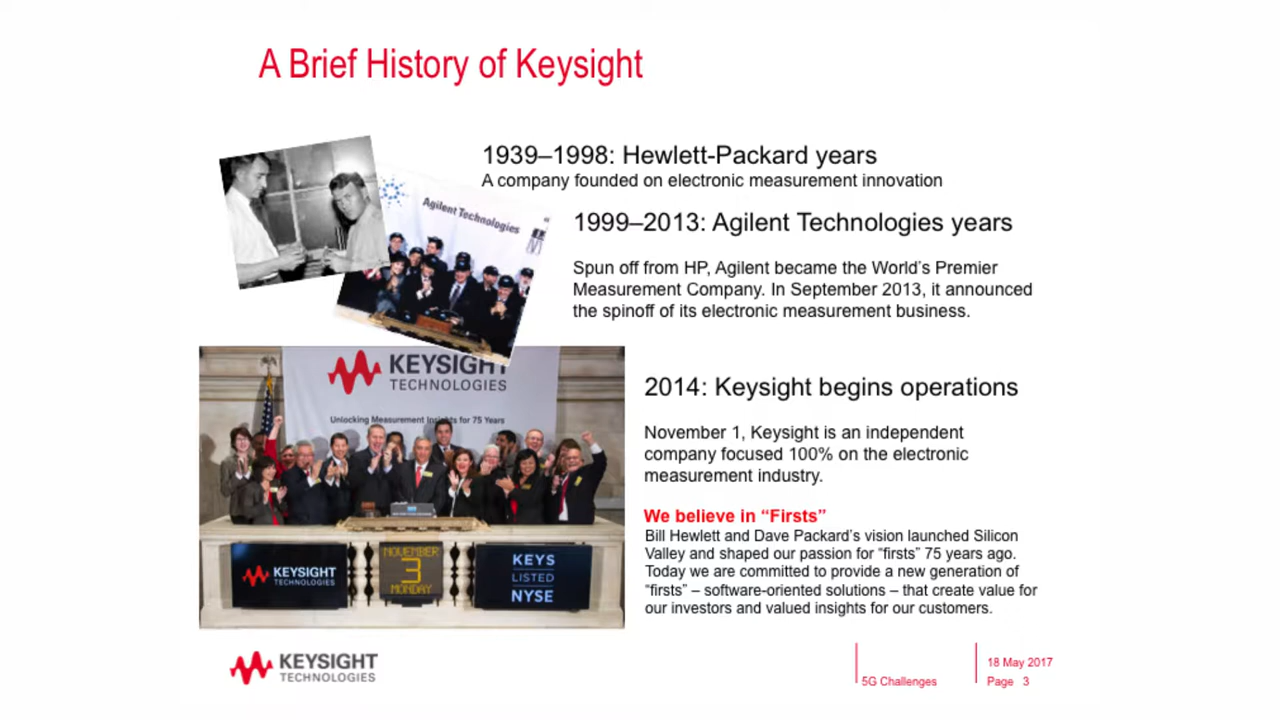 A Brief History of Keysight
1939–1998: Hewlett-Packard years
A company founded on electronic measurement innovation
Agilent Technologies
1999–2013: Agilent Technologies years
Spun off from HP, Agilent became the World's Premier
Measurement Company. In September 2013, it announced
the spinoff of its electronic measurement business.
KEYSIGHT
TECHNOLOGIES
Unlocking Measurement Insights for 75 Years
2014: Keysight begins operations
November 1, Keysight is an independent
company focused 100% on the electronic
measurement industry.
We believe in “Firsts”
Bill Hewlett and Dave Packard's vision launched Silicon
Valley and shaped our passion for “firsts” 75 years ago.
Today we are committed to provide a new generation of
“firsts” – software-oriented solutions – that create value for
our investors and valued insights for our customers.
KEYSIGHT
TECHNOLOGIES
NOVEMBER
3
MONDAY
KEYS
LISTED
NYSE
KEYSIGHT
TECHNOLOGIES
5G Challenges
18 May 2017
Page 3